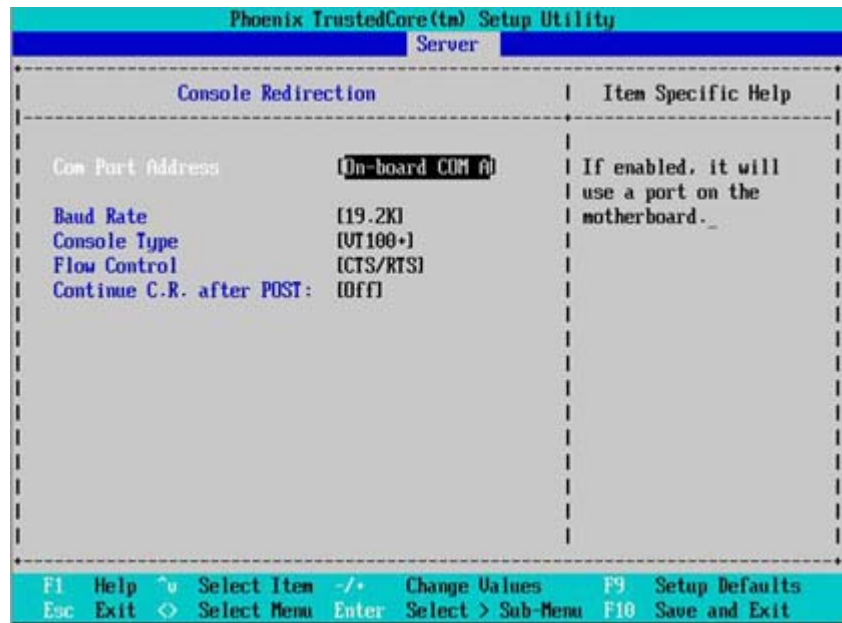 Phoenix TrustedCore(tm) Setup Utility
Server
Console Redirection
Item Specific Help
Com Port Address [On-board COM A]
If enabled, it will
use a port on the
motherboard._
Baud Rate [19.2K]
Console Type [VT100+]
Flow Control [CTS/RTS]
Continue C.R. after POST: [Off]
F1 Help ^v Select Item -/+ Change Values F9 Setup Defaults
Esc Exit <> Select Menu Enter Select > Sub-Menu F10 Save and Exit